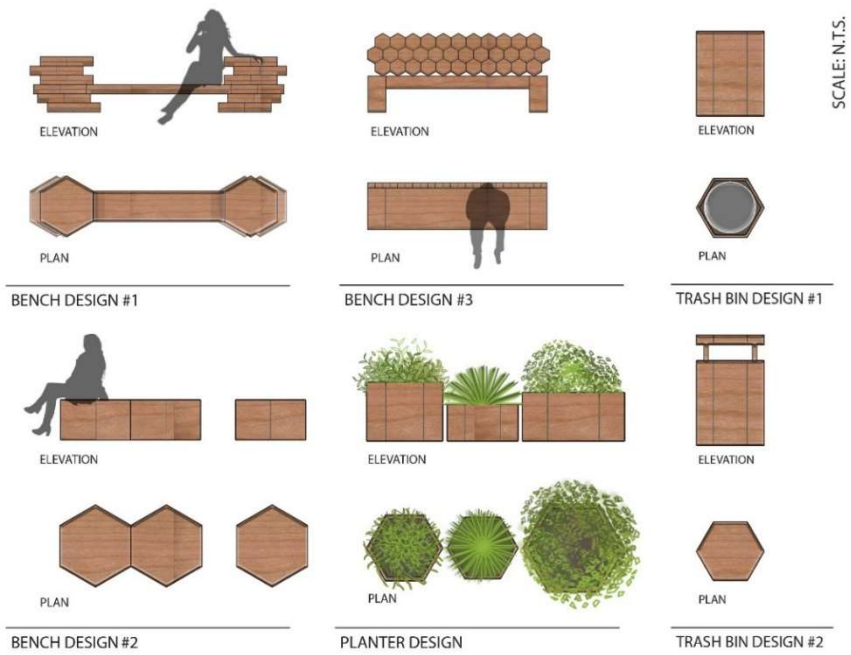 ELEVATION
PLAN
BENCH DESIGN #1
ELEVATION
PLAN
BENCH DESIGN #3
ELEVATION
PLAN
TRASH BIN DESIGN #1
SCALE: N.T.S.
ELEVATION
PLAN
BENCH DESIGN #2
ELEVATION
PLAN
PLANTER DESIGN
ELEVATION
PLAN
TRASH BIN DESIGN #2